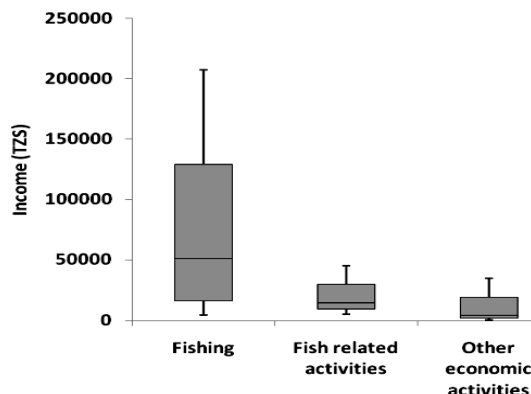 250000
200000
150000
100000
50000
0
Income (TZS)
Fishing
Fish related
activities
Other
economic
activities